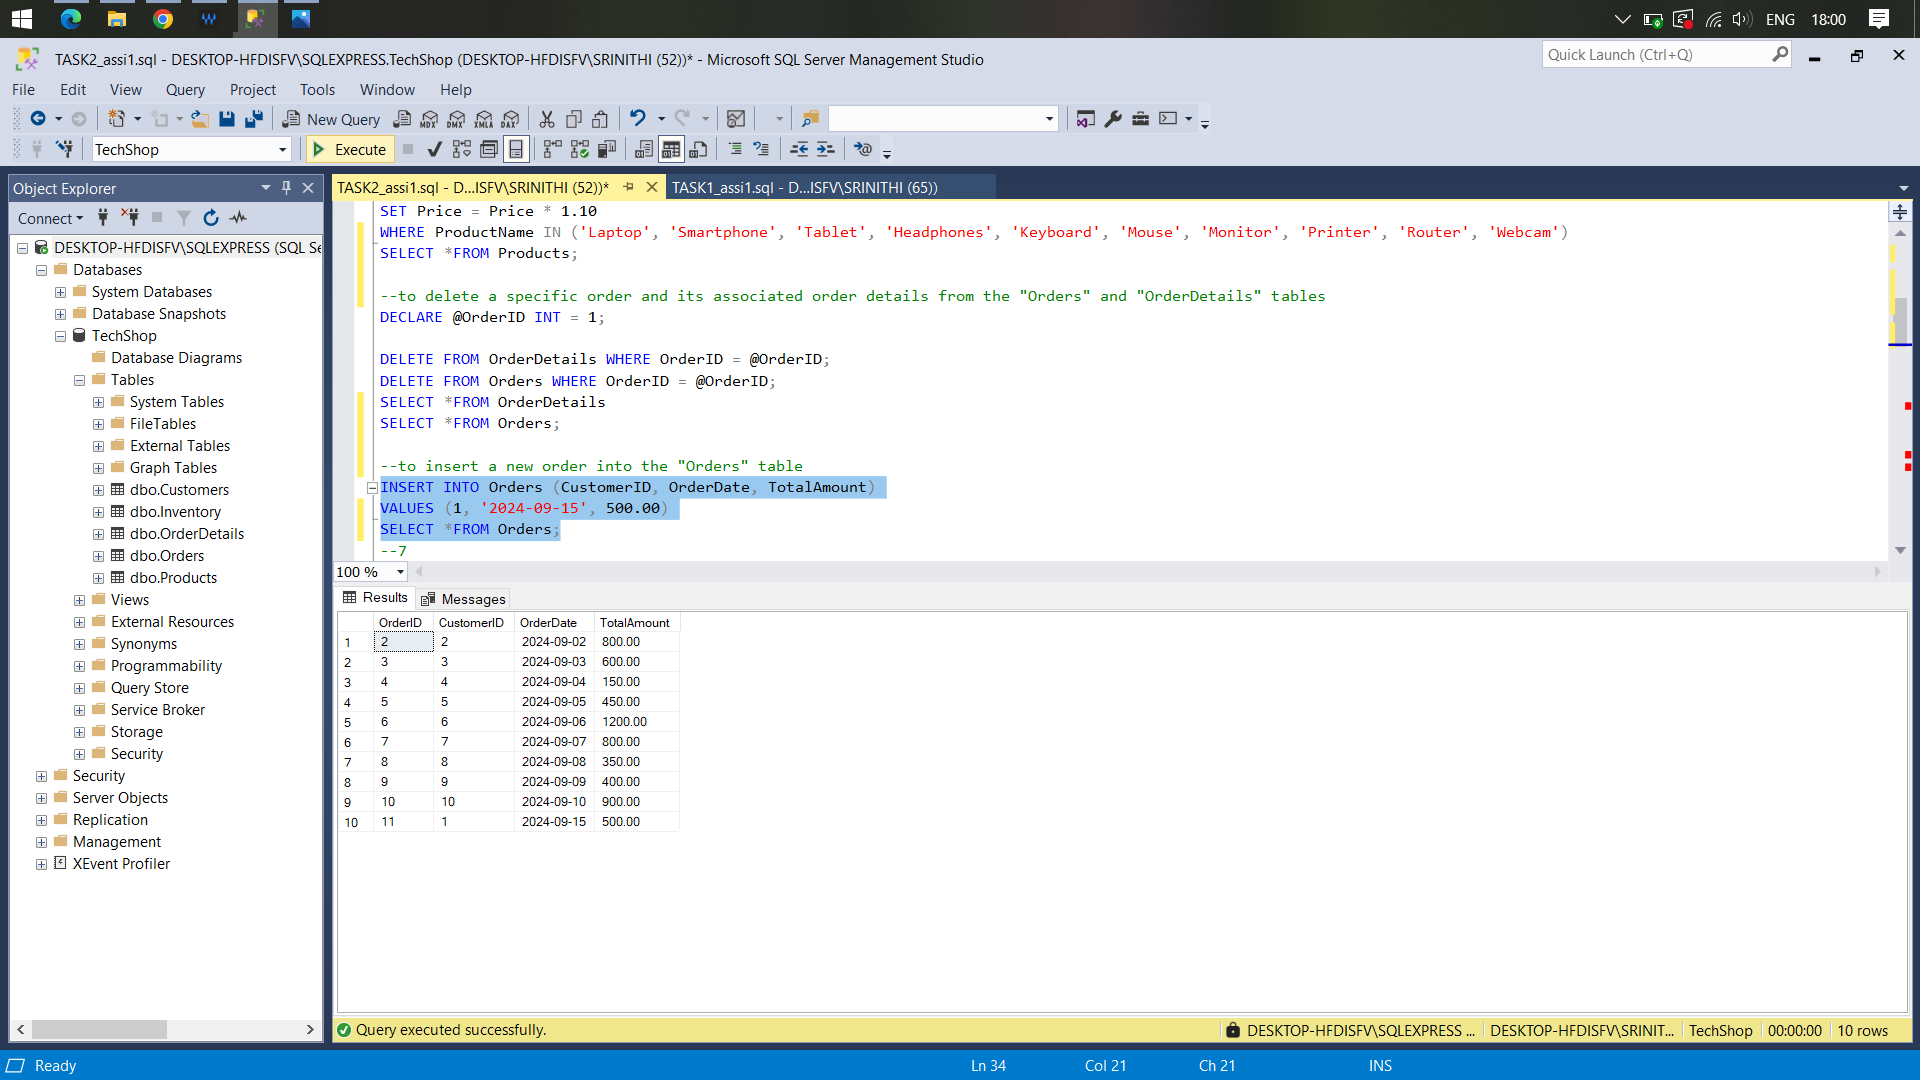 ENG 18:00
TASK2_assi1.sql - DESKTOP-HFDISFV\SQLEXPRESS.TechShop (DESKTOP-HFDISFV\SRINITHI (52))* - Microsoft SQL Server Management Studio
Quick Launch (Ctrl+Q)
File Edit View Query Project Tools Window Help
New Query MDX DMX XMLA DAX
TechShop Execute
Object Explorer
Connect
DESKTOP-HFDISFV\SQLEXPRESS (SQL Se
Databases
System Databases
Database Snapshots
TechShop
Database Diagrams
Tables
System Tables
FileTables
External Tables
Graph Tables
dbo.Customers
dbo.Inventory
dbo.OrderDetails
dbo.Orders
dbo.Products
Views
External Resources
Synonyms
Programmability
Query Store
Service Broker
Storage
Security
Security
Server Objects
Replication
Management
XEvent Profiler
TASK2_assi1.sql - D...ISFV\SRINITHI (52))* TASK1_assi1.sql - D...ISFV\SRINITHI (65))
SET Price = Price * 1.10
WHERE ProductName IN ('Laptop', 'Smartphone', 'Tablet', 'Headphones', 'Keyboard', 'Mouse', 'Monitor', 'Printer', 'Router', 'Webcam')
SELECT *FROM Products;
--to delete a specific order and its associated order details from the "Orders" and "OrderDetails" tables
DECLARE @OrderID INT = 1;
DELETE FROM OrderDetails WHERE OrderID = @OrderID;
DELETE FROM Orders WHERE OrderID = @OrderID;
SELECT *FROM OrderDetails
SELECT *FROM Orders;
--to insert a new order into the "Orders" table
INSERT INTO Orders (CustomerID, OrderDate, TotalAmount)
VALUES (1, '2024-09-15', 500.00)
SELECT *FROM Orders;
--7
100 %
Results Messages
OrderID CustomerID OrderDate TotalAmount
1 2 2 2024-09-02 800.00
2 3 3 2024-09-03 600.00
3 4 4 2024-09-04 150.00
4 5 5 2024-09-05 450.00
5 6 6 2024-09-06 1200.00
6 7 7 2024-09-07 800.00
7 8 8 2024-09-08 350.00
8 9 9 2024-09-09 400.00
9 10 10 2024-09-10 900.00
10 11 1 2024-09-15 500.00
Query executed successfully. DESKTOP-HFDISFV\SQLEXPRESS ... DESKTOP-HFDISFV\SRINIT... TechShop 00:00:00 10 rows
Ready Ln 34 Col 21 Ch 21 INS